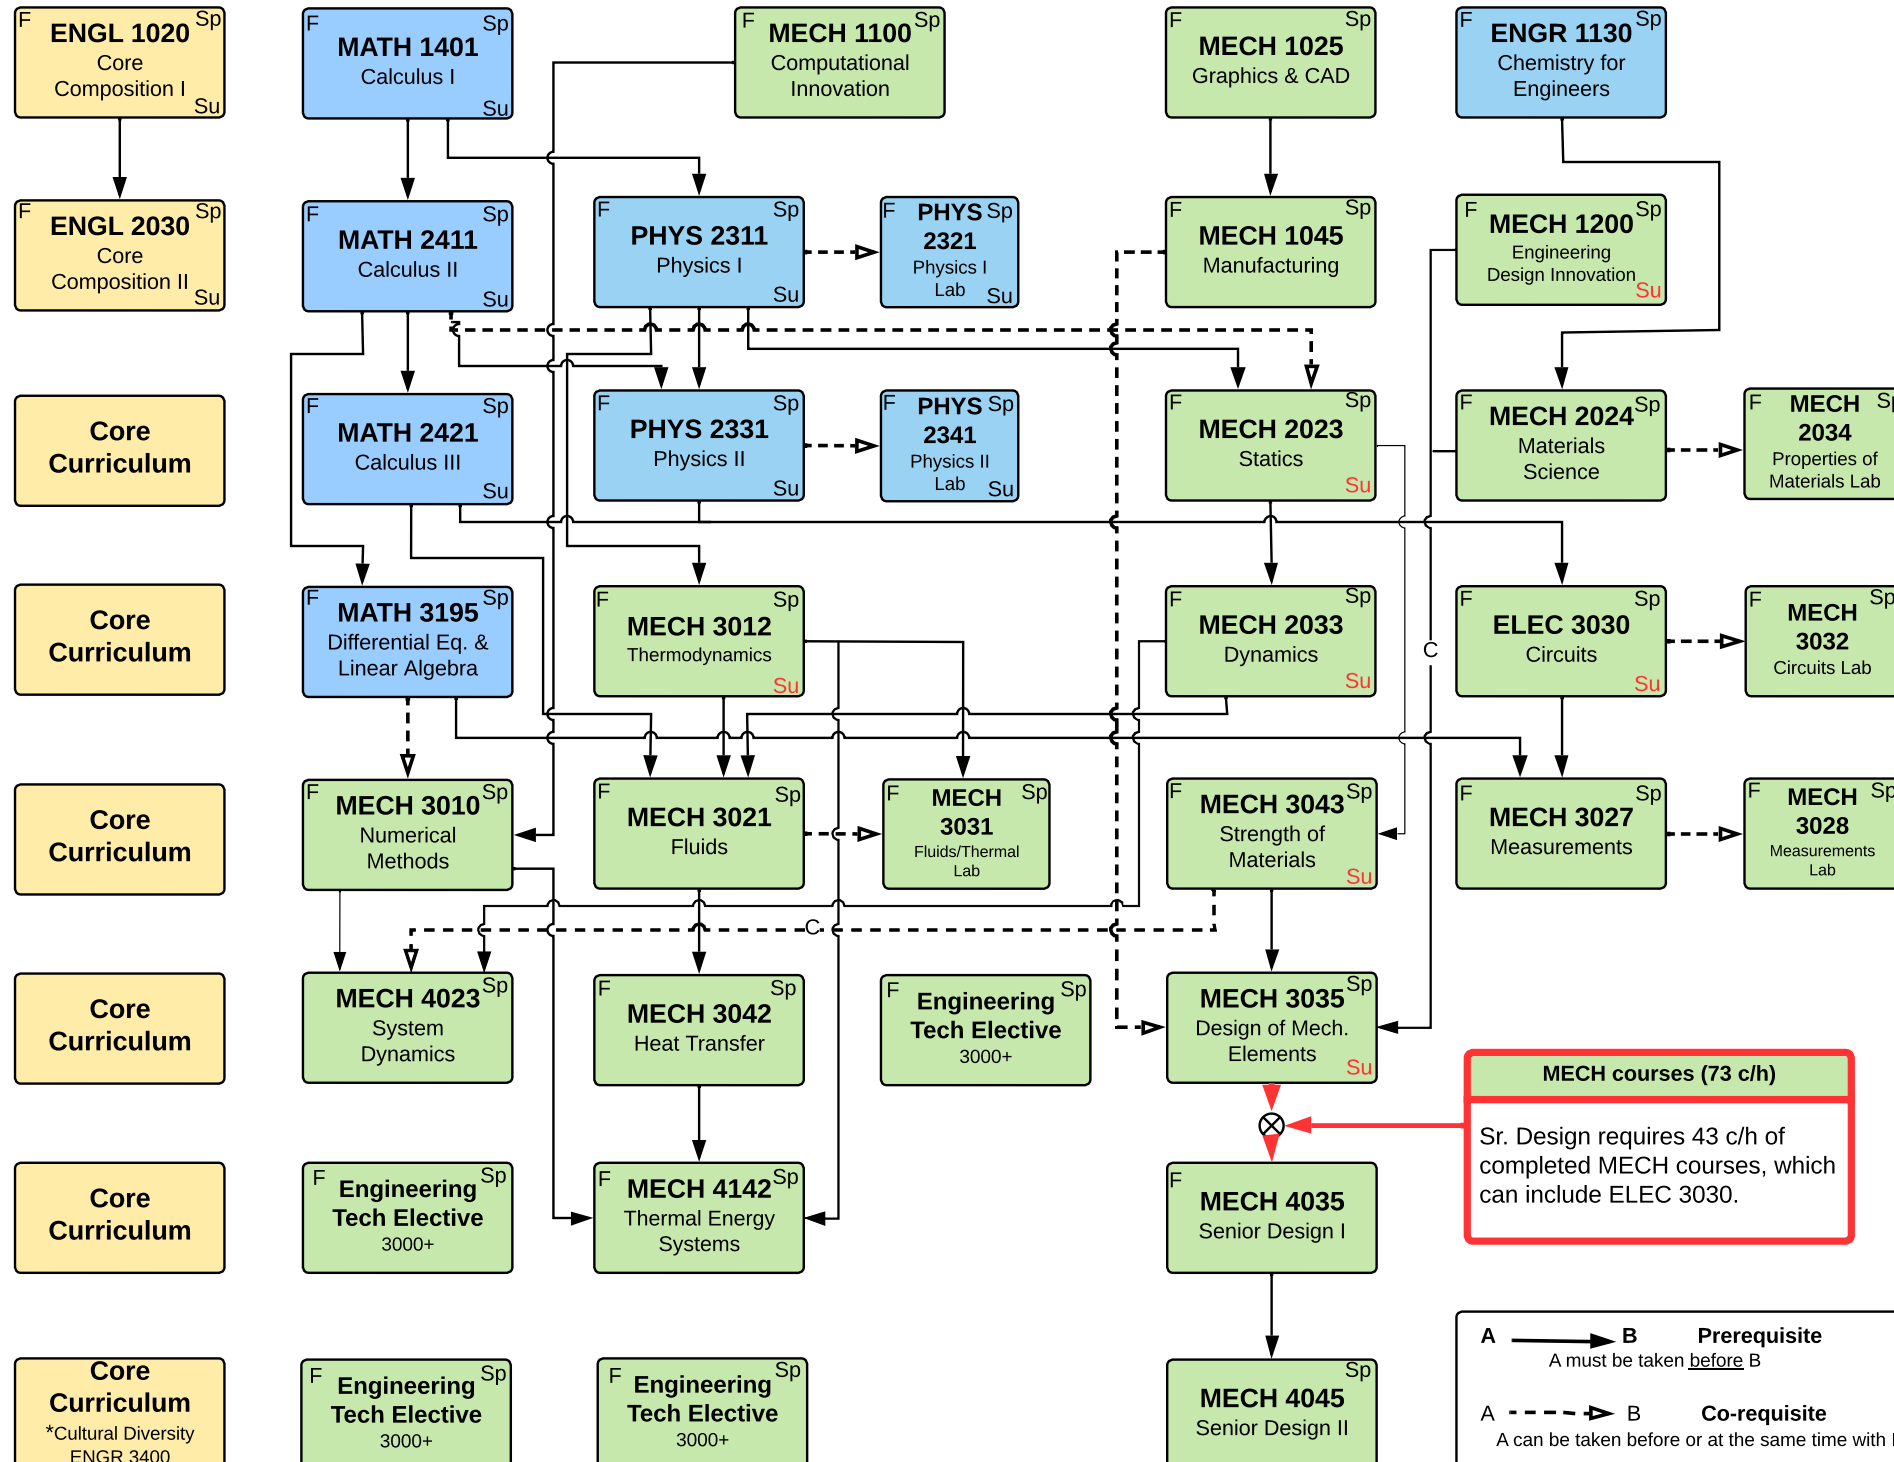 F Sp
ENGL 1020
Core
Composition I
Su
F Sp
MATH 1401
Calculus I
Su
F Sp
MECH 1100
Computational
Innovation
F Sp
MECH 1025
Graphics & CAD
F Sp
ENGR 1130
Chemistry for
Engineers
F Sp
ENGL 2030
Core
Composition II
Su
F Sp
MATH 2411
Calculus II
Su
F Sp
PHYS 2311
Physics I
Su
F Sp
PHYS
2321
Physics I
Lab
Su
F Sp
MECH 1045
Manufacturing
F Sp
MECH 1200
Engineering
Design Innovation
Su
Core
Curriculum
F Sp
MATH 2421
Calculus III
Su
F Sp
PHYS 2331
Physics II
Su
F Sp
PHYS
2341
Physics II
Lab
Su
F Sp
MECH 2023
Statics
Su
F Sp
MECH 2024
Materials
Science
F Sp
MECH
2034
Properties of
Materials Lab
Core
Curriculum
F Sp
MATH 3195
Differential Eq. &
Linear Algebra
F Sp
MECH 3012
Thermodynamics
Su
F Sp
MECH 2033
Dynamics
Su
C
F Sp
ELEC 3030
Circuits
Su
F Sp
MECH
3032
Circuits Lab
Core
Curriculum
F Sp
MECH 3010
Numerical
Methods
F Sp
MECH 3021
Fluids
F Sp
MECH
3031
Fluids/Thermal
Lab
F Sp
MECH 3043
Strength of
Materials
Su
F Sp
MECH 3027
Measurements
F Sp
MECH
3028
Measurements
Lab
C
Core
Curriculum
Sp
MECH 4023
System
Dynamics
F Sp
MECH 3042
Heat Transfer
F Sp
Engineering
Tech Elective
3000+
Sp
MECH 3035
Design of Mech.
Elements
Su
MECH courses (73 c/h)
Sr. Design requires 43 c/h of
completed MECH courses, which
can include ELEC 3030.
Core
Curriculum
F Sp
Engineering
Tech Elective
3000+
F Sp
MECH 4142
Thermal Energy
Systems
F
MECH 4035
Senior Design I
Core
Curriculum
*Cultural Diversity
ENGR 3400
F Sp
Engineering
Tech Elective
3000+
F Sp
Engineering
Tech Elective
3000+
Sp
MECH 4045
Senior Design II
A B Prerequisite
A must be taken before B
A B Co-requisite
A can be taken before or at the same time with